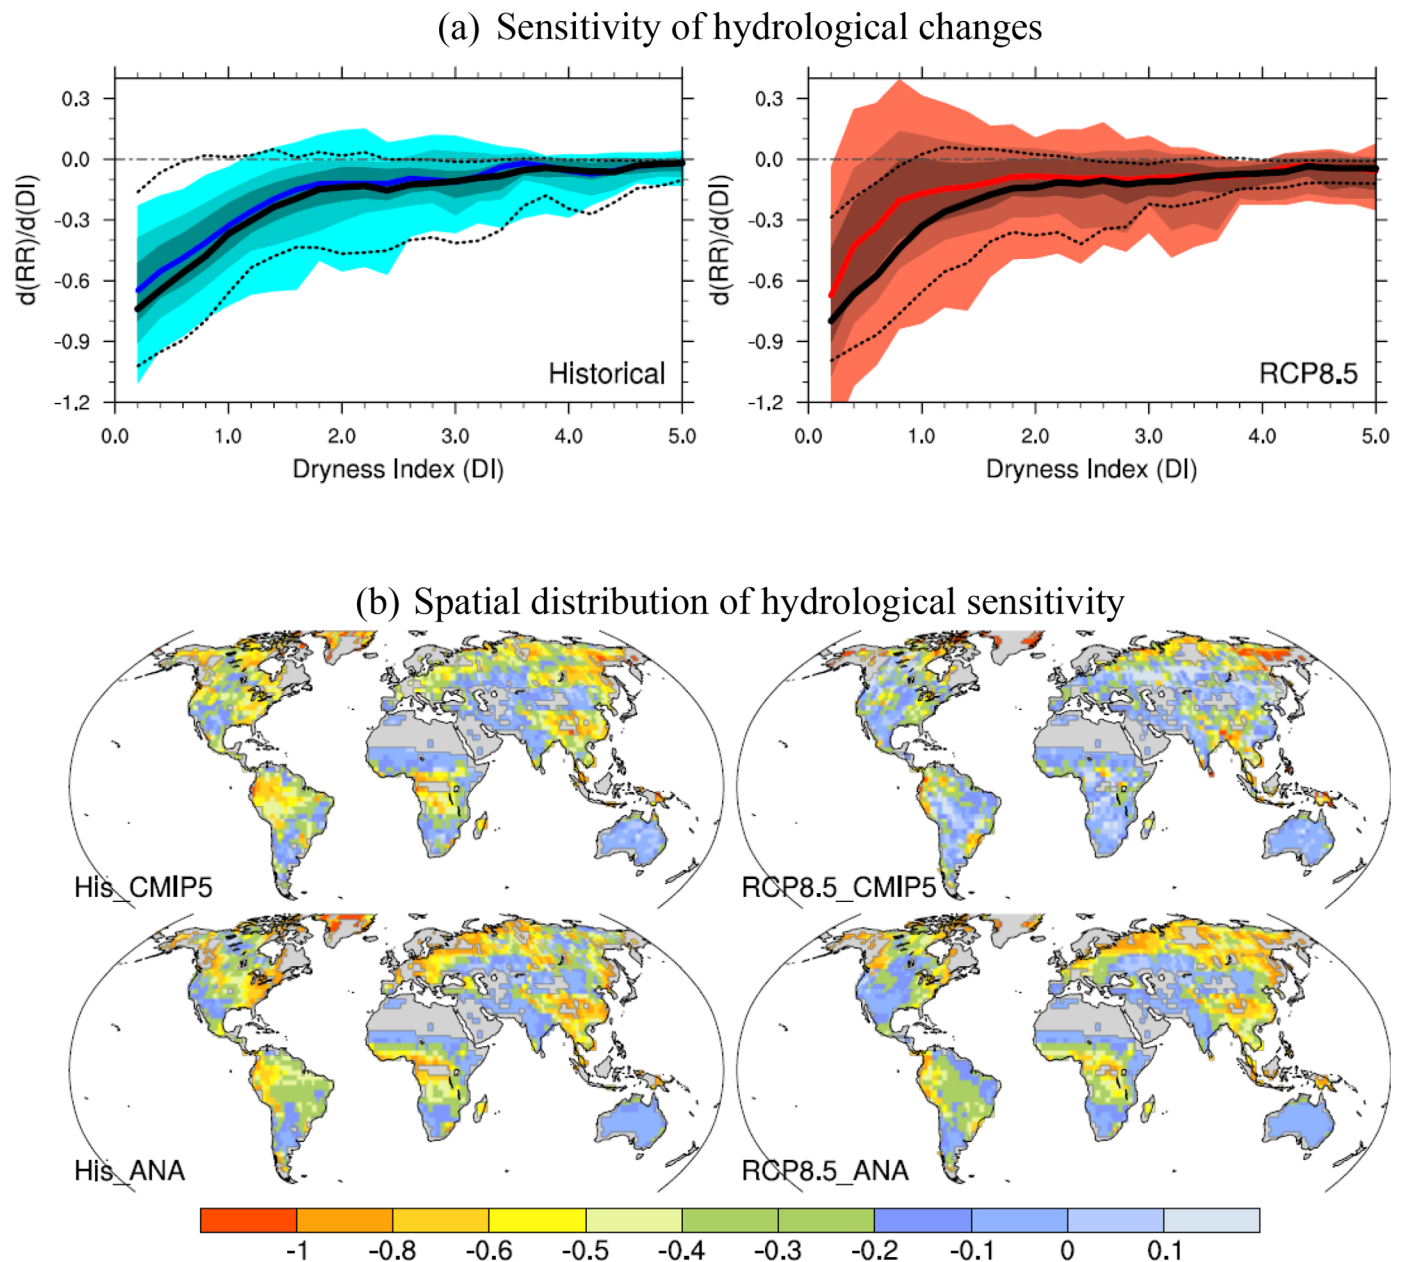 (a) Sensitivity of hydrological changes
d(RR)/d(DI)
0.3
0.0
-0.3
-0.6
-0.9
-1.2
Historical
0.0 1.0 2.0 3.0 4.0 5.0
Dryness Index (DI)
d(RR)/d(DI)
0.3
0.0
-0.3
-0.6
-0.9
-1.2
RCP8.5
0.0 1.0 2.0 3.0 4.0 5.0
Dryness Index (DI)
(b) Spatial distribution of hydrological sensitivity
His_CMIP5
RCP8.5_CMIP5
His_ANA
RCP8.5_ANA
-1 -0.8 -0.6 -0.5 -0.4 -0.3 -0.2 -0.1 0 0.1